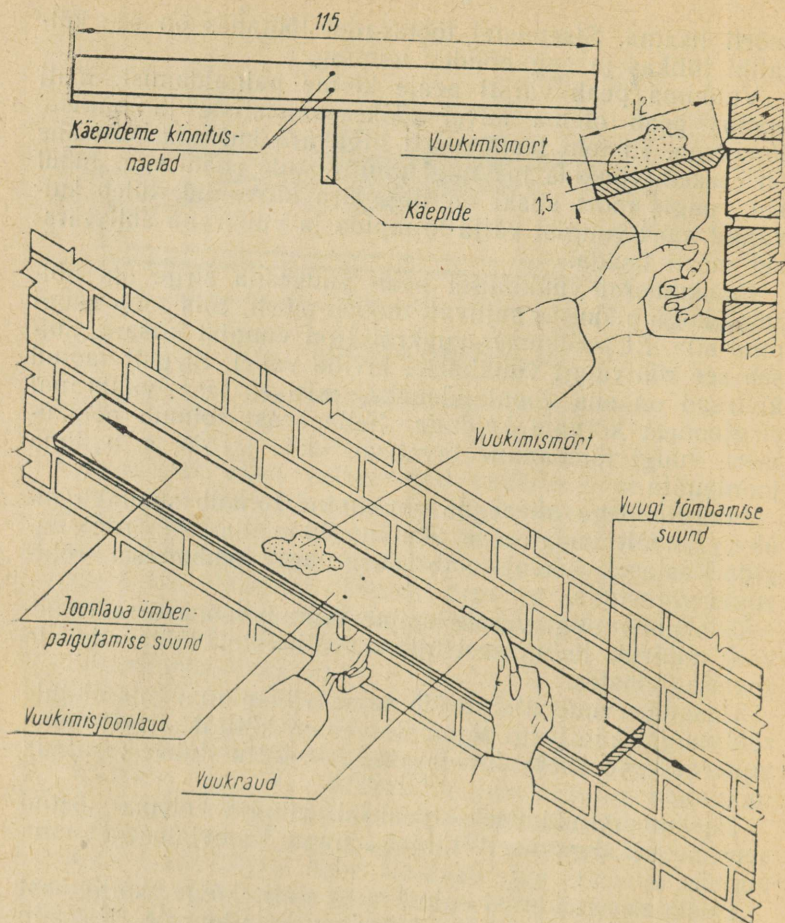 115
12
Käepideme kinnitus-
naelad
Vuukimismört
1,5
Käepide
Vuukimismört
Vuugi tõmbamise
suund
Joonlaua ümber-
paigutamise suund
Vuukimisjoonlaud
Vuukraud